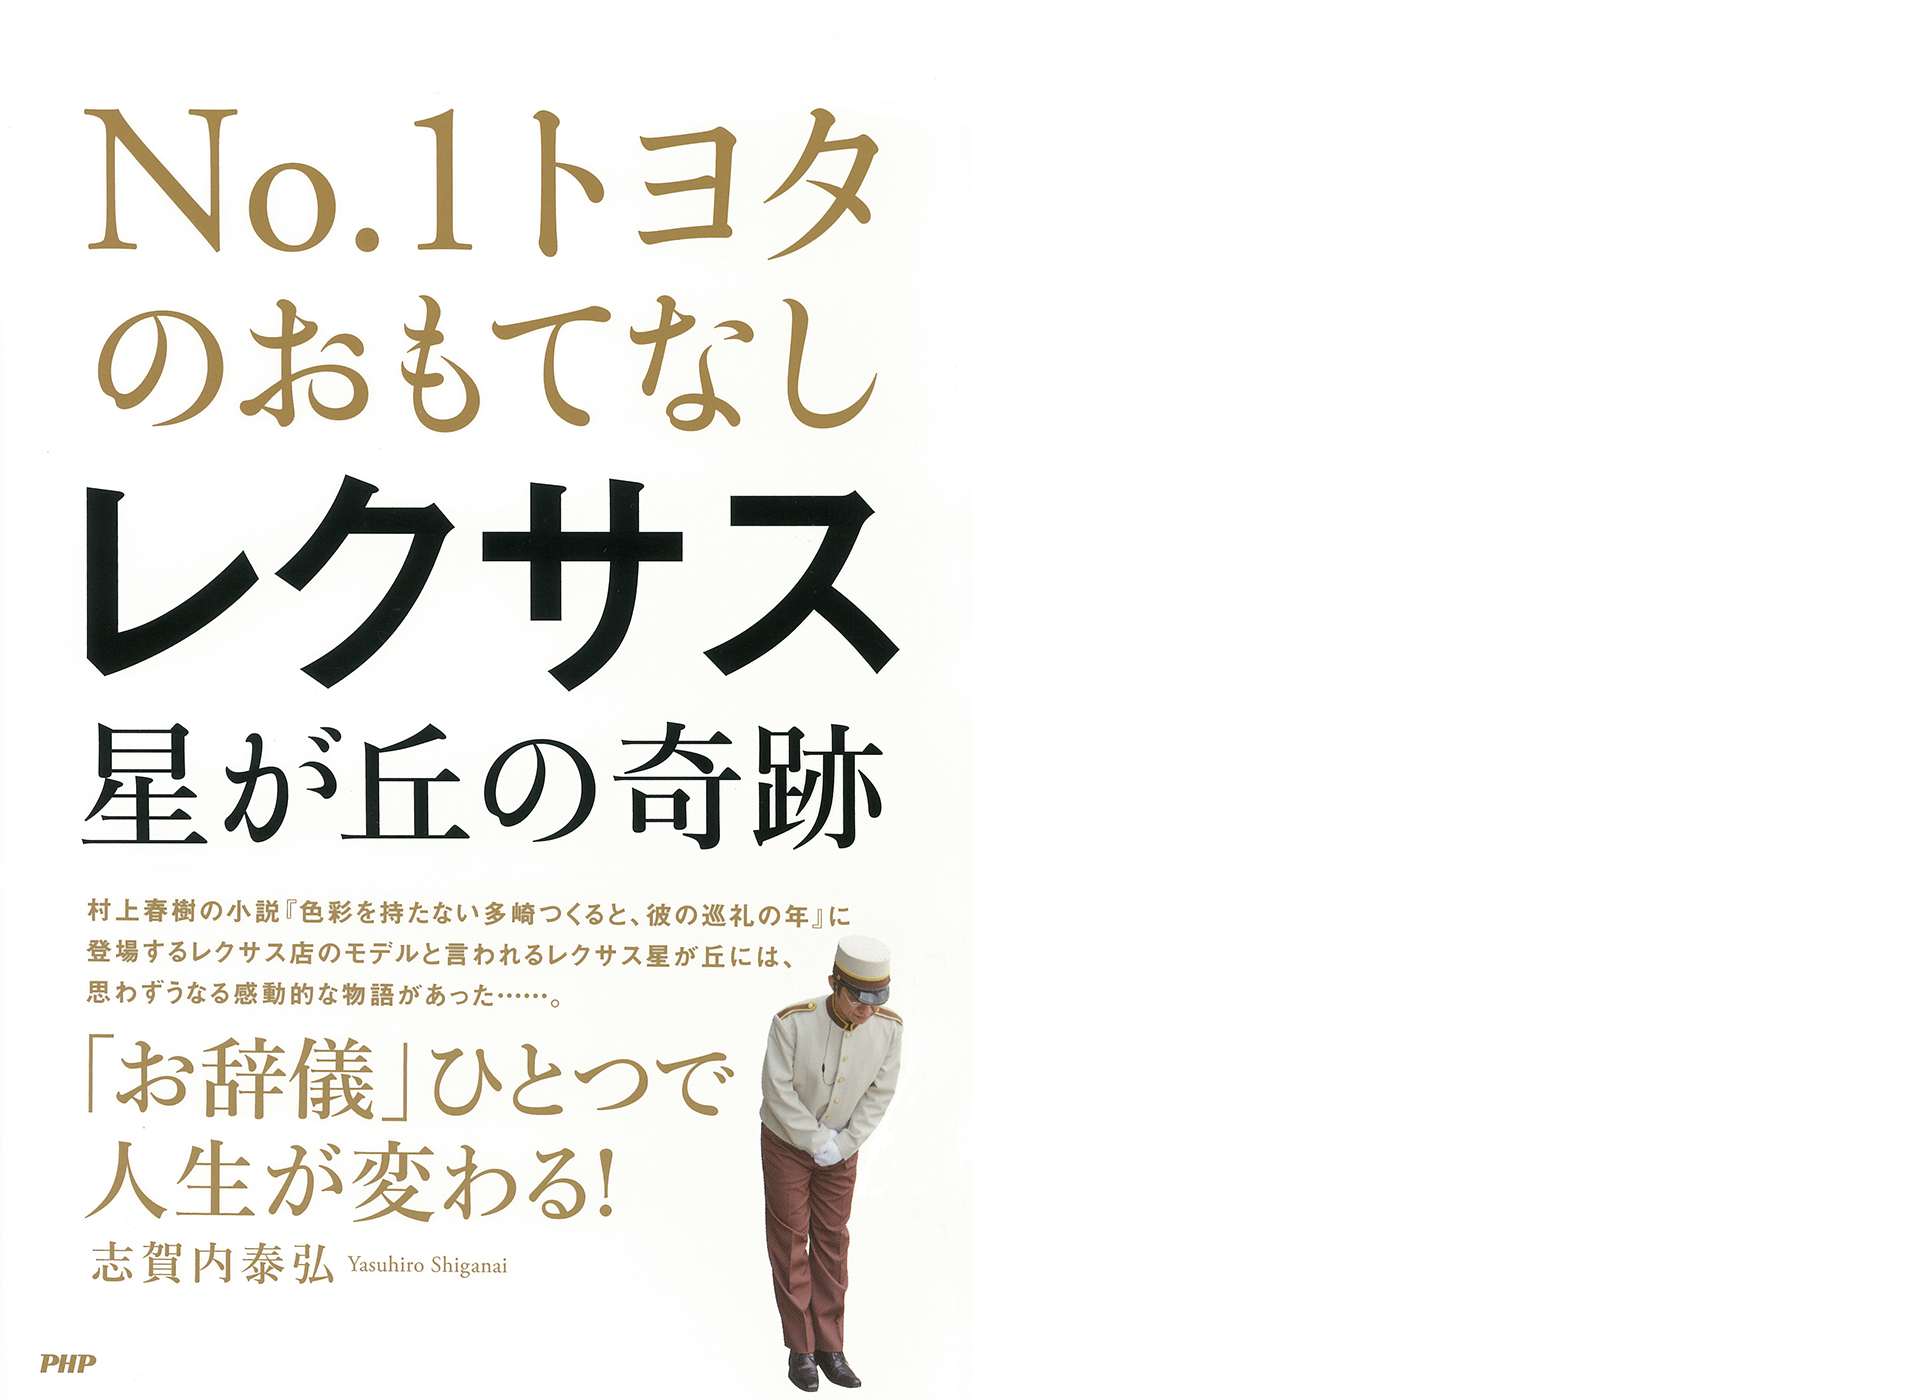 No.1トヨタ
のおもてなし
レクサス
星が丘の奇跡
村上春樹の小説『色彩を持たない多崎つくると、彼の巡礼の年』に
登場するレクサス店のモデルと言われるレクサス星が丘には、
思わずうなる感動的な物語があった……。
「お辞儀」ひとつで
人生が変わる！
志賀内泰弘 Yasuhiro Shiganai
PHP